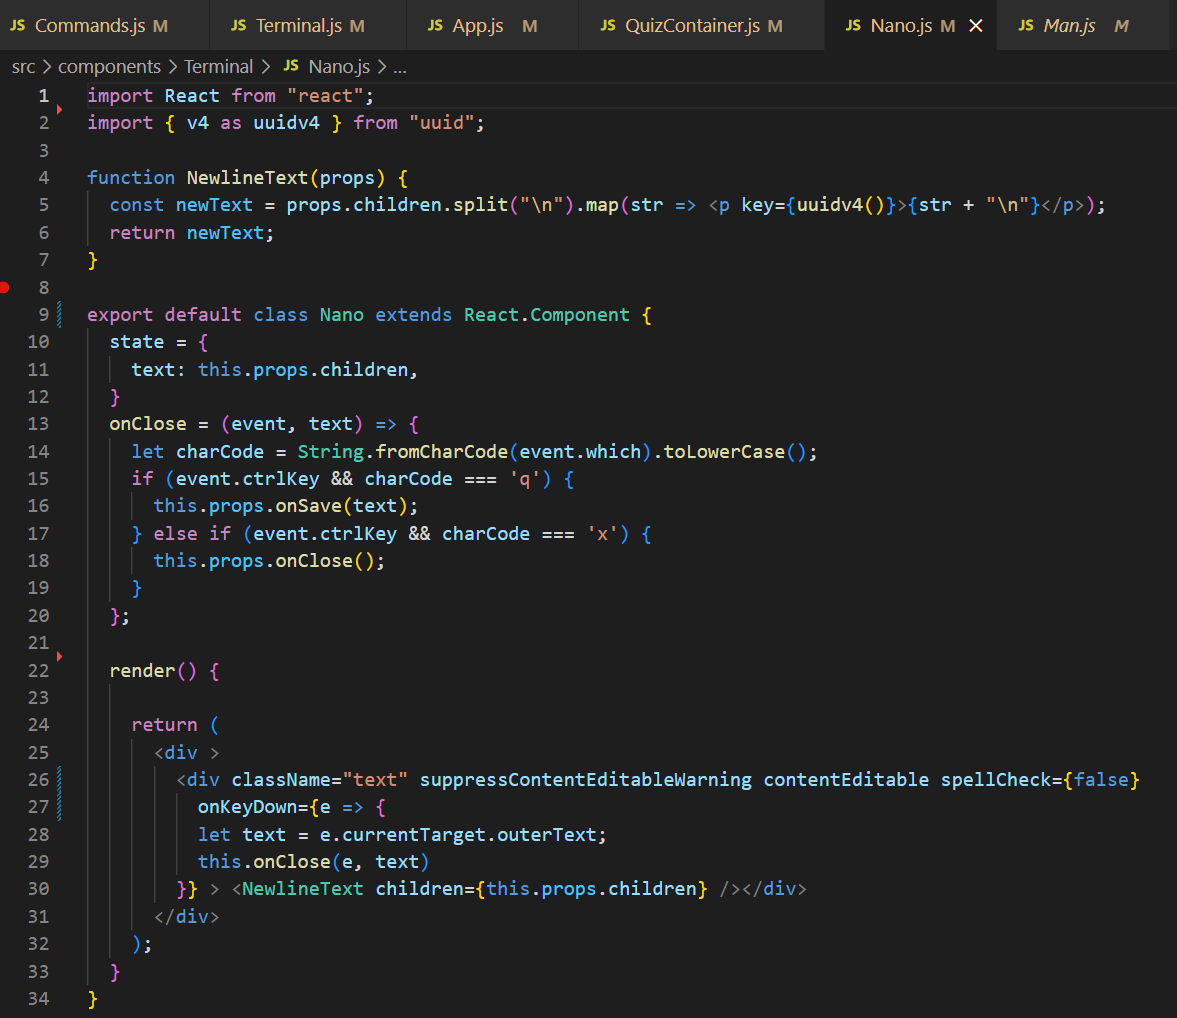 JS Commands.js M JS Terminal.js M JS App.js M JS QuizContainer.js M JS Nano.js M × JS Man.js M
src > components > Terminal > JS Nano.js > ...
1 import React from "react";
2 import { v4 as uuidv4 } from "uuid";
3
4 function NewlineText(props) {
5   const newText = props.children.split("\n").map(str => <p key={uuidv4()}>{str + "\n"}</p>);
6   return newText;
7 }
8
9 export default class Nano extends React.Component {
10   state = {
11     text: this.props.children,
12   }
13   onClose = (event, text) => {
14     let charCode = String.fromCharCode(event.which).toLowerCase();
15     if (event.ctrlKey && charCode === 'q') {
16       this.props.onSave(text);
17     } else if (event.ctrlKey && charCode === 'x') {
18       this.props.onClose();
19     }
20   };
21
22   render() {
23
24     return (
25       <div >
26         <div className="text" suppressContentEditableWarning contentEditable spellCheck={false}
27           onKeyDown={e => {
28           let text = e.currentTarget.outerText;
29           this.onClose(e, text)
30         }} > <NewlineText children={this.props.children} /></div>
31       </div>
32     );
33   }
34 }